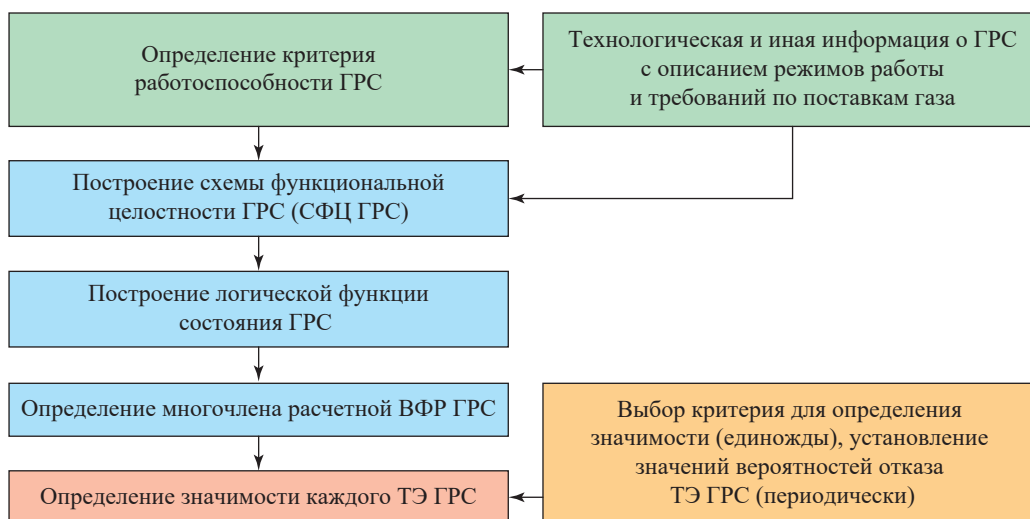 Определение критерия
работоспособности ГРС
Технологическая и иная информация о ГРС
с описанием режимов работы
и требований по поставкам газа
Построение схемы функциональной
целостности ГРС (СФЦ ГРС)
Построение логической функции
состояния ГРС
Определение многочлена расчетной ВФР ГРС
Выбор критерия для определения
значимости (единожды), установление
значений вероятностей отказа
ТЭ ГРС (периодически)
Определение значимости каждого ТЭ ГРС